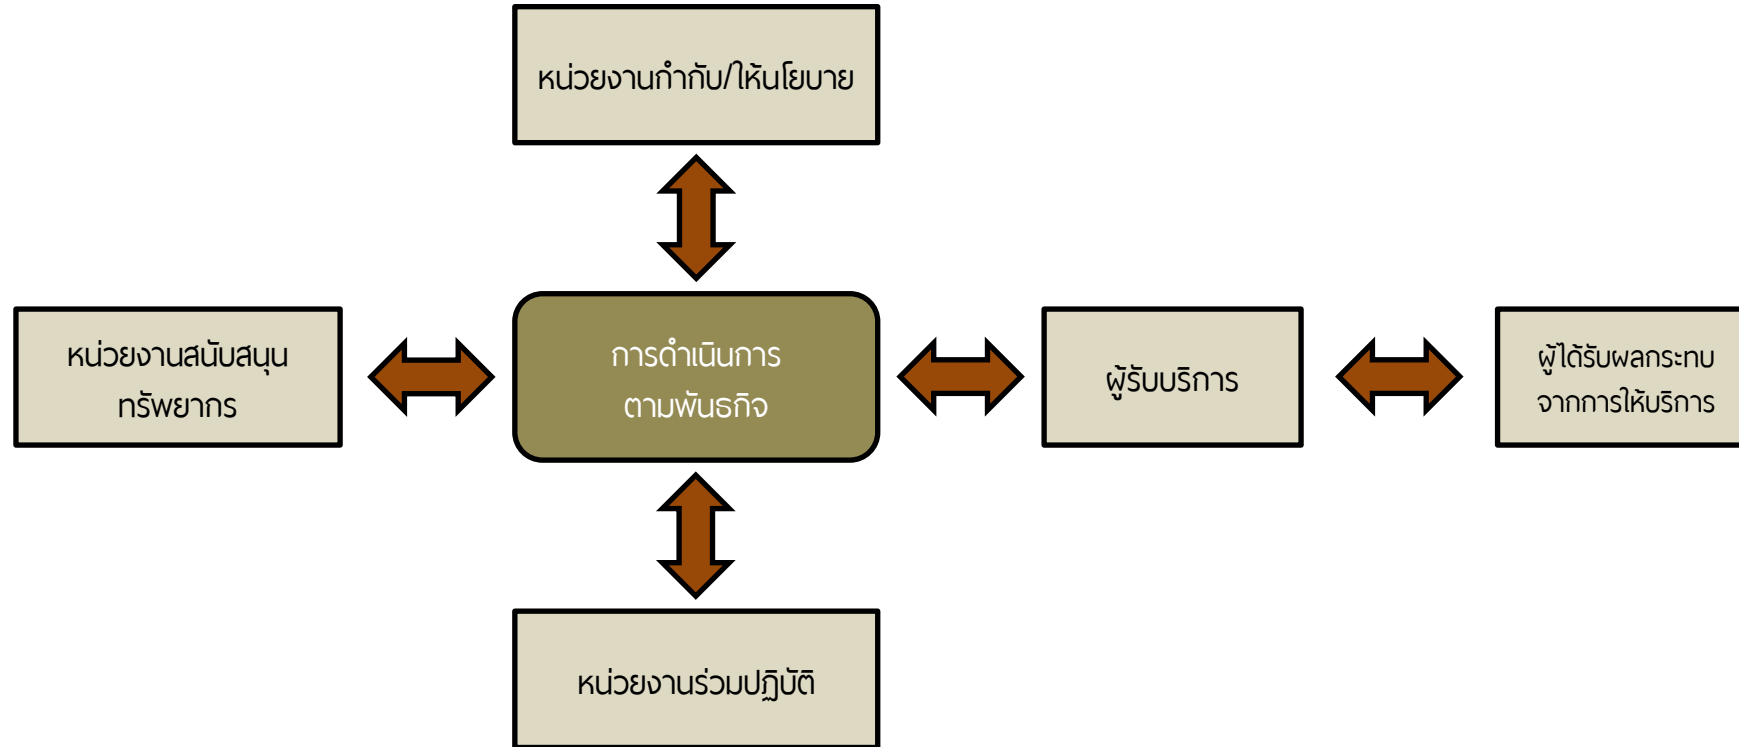 หน่วยงานกำกับ/ให้นโยบาย
หน่วยงานสนับสนุน
ทรัพยากร
การดำเนินการ
ตามพันธกิจ
ผู้รับบริการ
ผู้ได้รับผลกระทบ
จากการให้บริการ
หน่วยงานร่วมปฏิบัติ